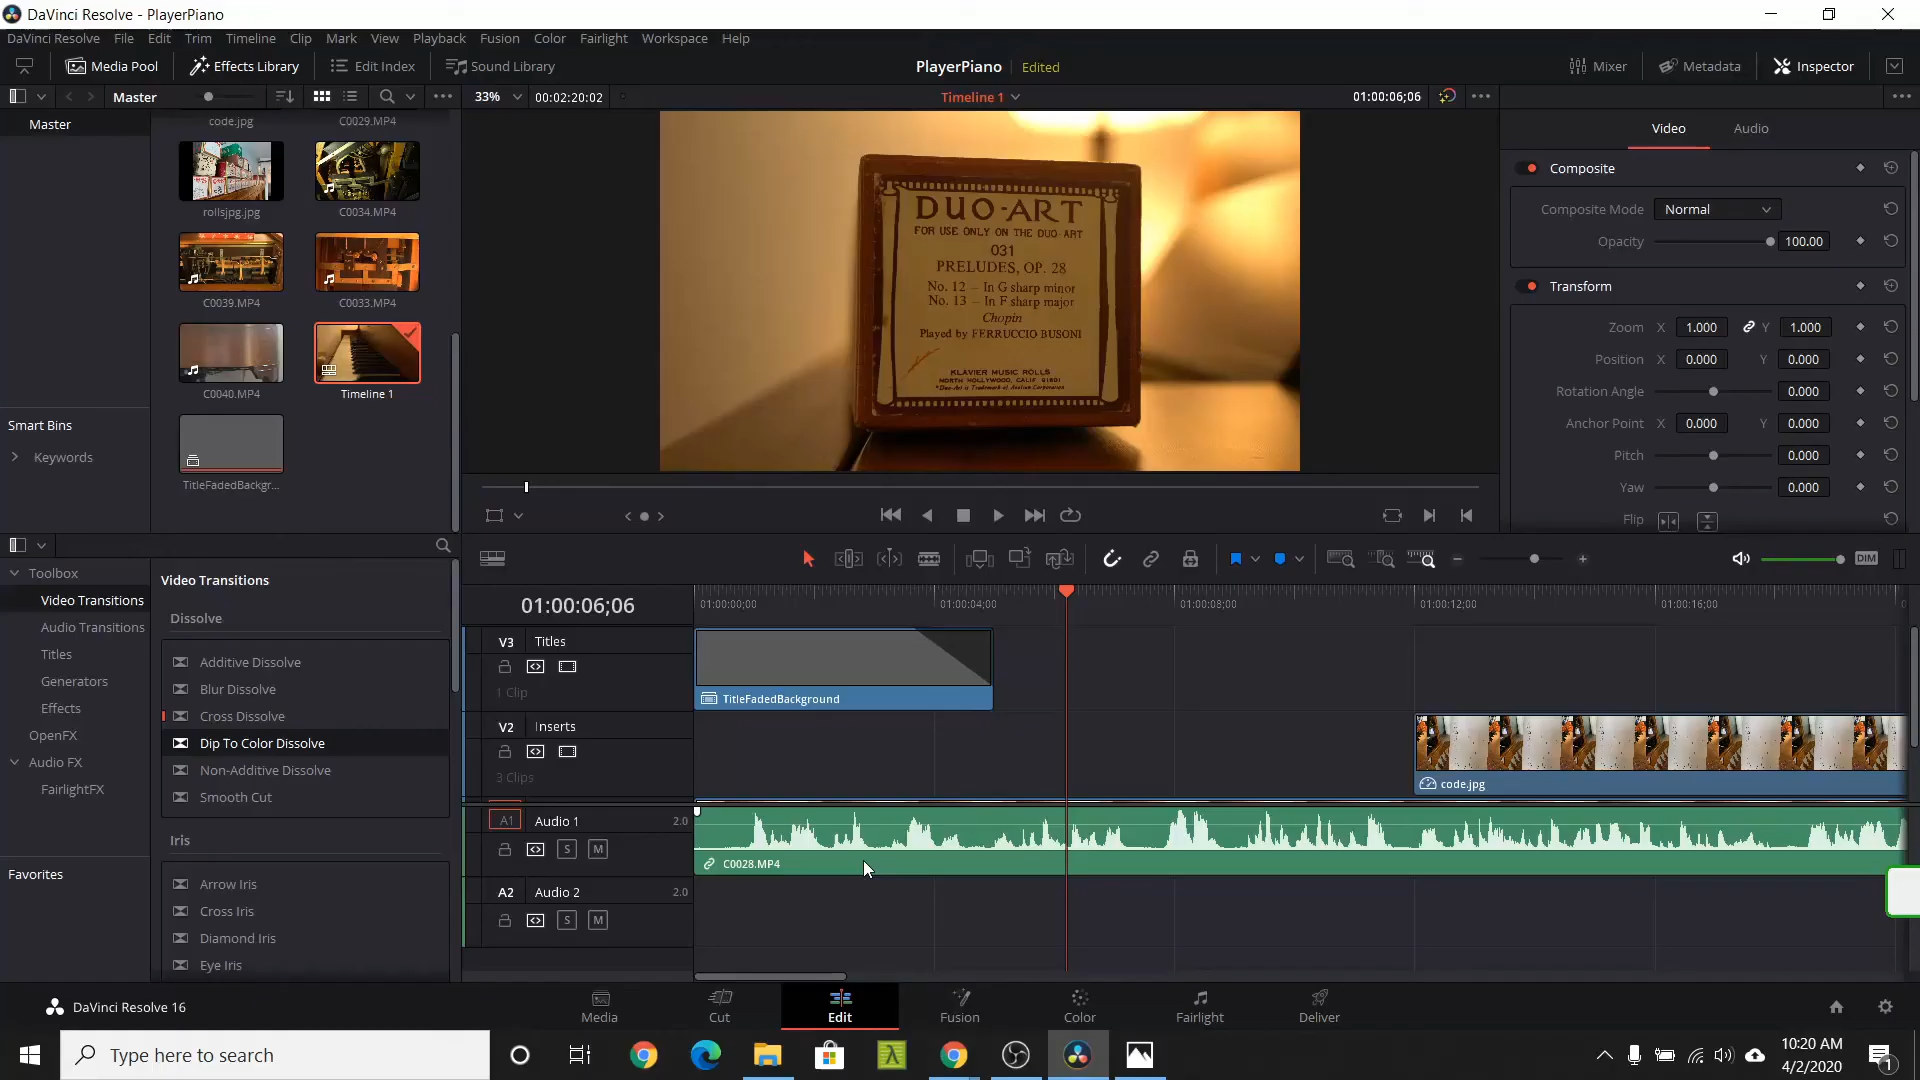 DaVinci Resolve - PlayerPiano
DaVinci Resolve File Edit Trim Timeline Clip Mark View Playback Fusion Color Fairlight Workspace Help
Media Pool Effects Library Edit Index Sound Library PlayerPiano Edited Mixer Metadata Inspector
Master 33% 00:02:20:02 Timeline 1 01:00:06;06
Master
code.jpg C0029.MP4
rollsjpg.jpg C0034.MP4
C0039.MP4 C0033.MP4
C0040.MP4 Timeline 1
TitleFadedBackgr...
Smart Bins
Keywords
DUO-ART
FOR USE ONLY ON THE DUO-ART
031
PRELUDES, OP. 28
No. 12 — In G sharp minor
No. 13 — In F sharp major
Chopin
Played by FERRUCCIO BUSONI
KLAVIER MUSIC ROLLS
NORTH HOLLYWOOD, CALIF. 91601
Video Audio
Composite
Composite Mode Normal
Opacity 100.00
Transform
Zoom X 1.000 Y 1.000
Position X 0.000 Y 0.000
Rotation Angle 0.000
Anchor Point X 0.000 Y 0.000
Pitch 0.000
Yaw 0.000
Flip
Toolbox
Video Transitions
Audio Transitions
Titles
Generators
Effects
OpenFX
Audio FX
FairlightFX
Favorites
Video Transitions
Dissolve
Additive Dissolve
Blur Dissolve
Cross Dissolve
Dip To Color Dissolve
Non-Additive Dissolve
Smooth Cut
Iris
Arrow Iris
Cross Iris
Diamond Iris
Eye Iris
DIM
01:00:06;06 01:00:00;00 01:00:04;00 01:00:08;00 01:00:12;00 01:00:16;00
V3 Titles
1 Clip
TitleFadedBackground
V2 Inserts
3 Clips
code.jpg
A1 Audio 1 2.0
S M
C0028.MP4
A2 Audio 2 2.0
S M
DaVinci Resolve 16
Media Cut Edit Fusion Color Fairlight Deliver
Type here to search
10:20 AM
4/2/2020
1